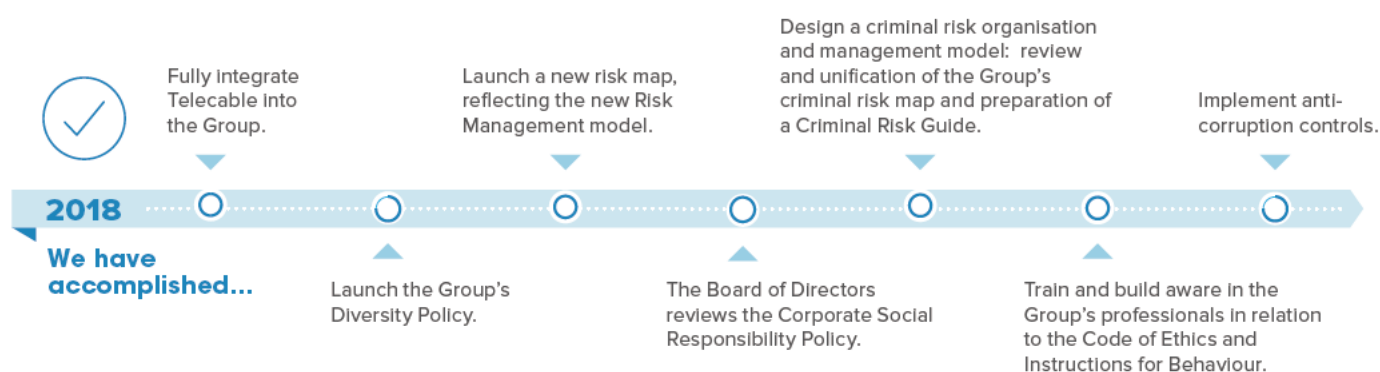 2018
We have
accomplished...
Fully integrate
Telecable into
the Group.
Launch the Group's
Diversity Policy.
Launch a new risk map,
reflecting the new Risk
Management model.
The Board of Directors
reviews the Corporate Social
Responsibility Policy.
Design a criminal risk organisation
and management model: review
and unification of the Group's
criminal risk map and preparation of
a Criminal Risk Guide.
Train and build aware in the
Group's professionals in relation
to the Code of Ethics and
Instructions for Behaviour.
Implement anti-
corruption controls.